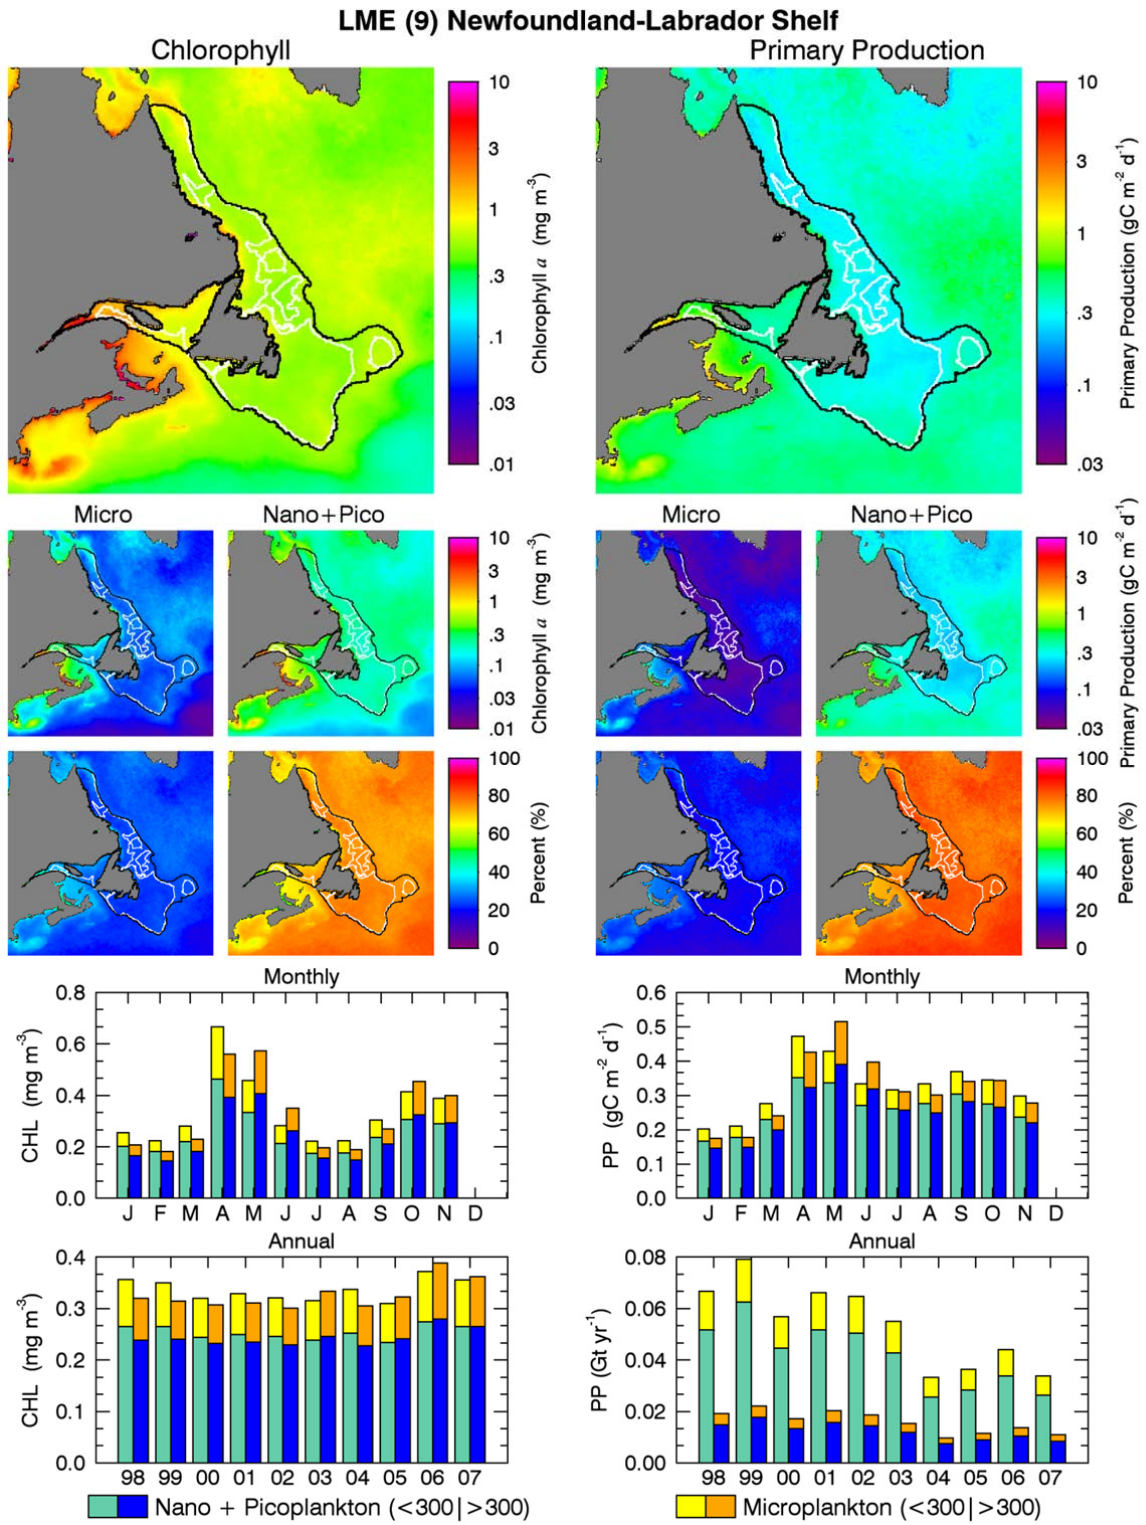 LME (9) Newfoundland-Labrador Shelf
Chlorophyll
Primary Production
10
3
1
.3
.1
.03
.01
Chlorophyll a (mg m-3)
10
3
1
.3
.1
.03
Primary Production (gC m-2 d-1)
Micro
Nano+Pico
Micro
Nano+Pico
10
3
1
.3
.1
.03
.01
Chlorophyll a (mg m-3)
10
3
1
.3
.1
.03
Primary Production (gC m-2 d-1)
100
80
60
40
20
0
Percent (%)
100
80
60
40
20
0
Percent (%)
Monthly
CHL (mg m-3)
0.8
0.6
0.4
0.2
0.0
J F M A M J J A S O N D
Monthly
PP (gC m-2 d-1)
0.6
0.5
0.4
0.3
0.2
0.1
0.0
J F M A M J J A S O N D
Annual
CHL (mg m-3)
0.4
0.3
0.2
0.1
0.0
98 99 00 01 02 03 04 05 06 07
Annual
PP (Gt yr-1)
0.08
0.06
0.04
0.02
0.00
98 99 00 01 02 03 04 05 06 07
Nano + Picoplankton (<300|>300)
Microplankton (<300|>300)